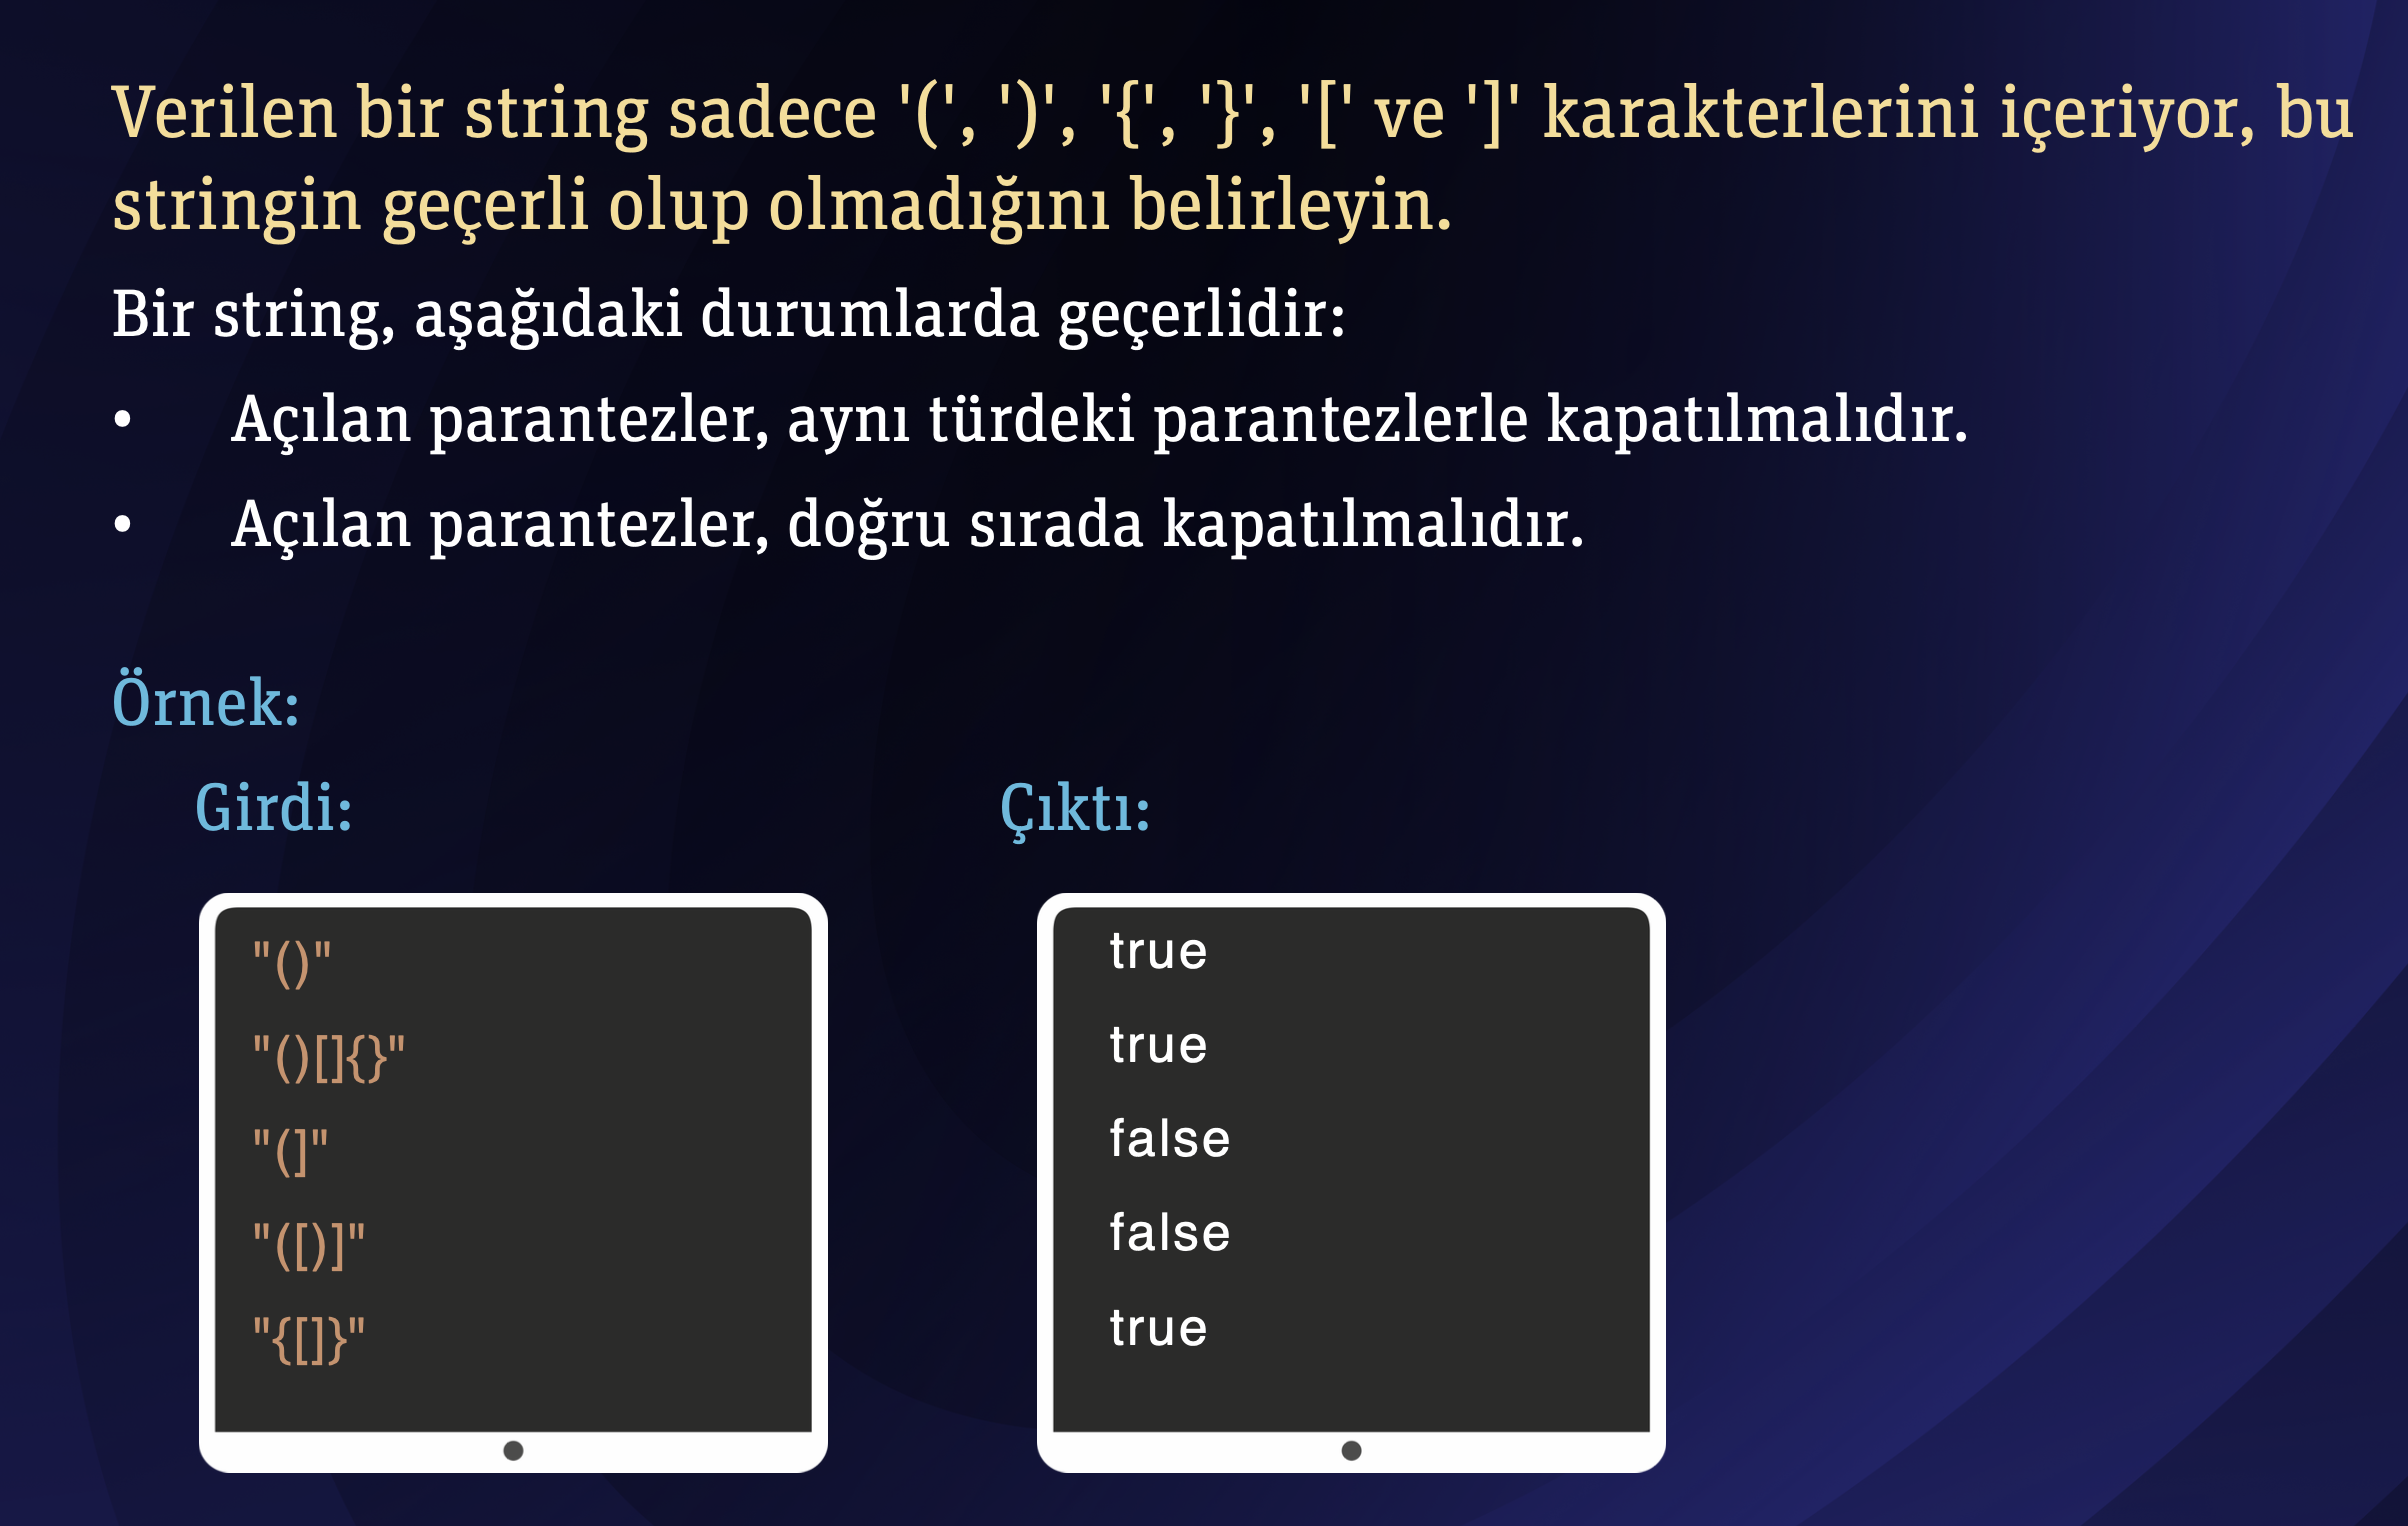 Verilen bir string sadece '(', ')', '{', '}', '[' ve ']' karakterlerini içeriyor, bu
stringin geçerli olup olmadığını belirleyin.
Bir string, aşağıdaki durumlarda geçerlidir:
• Açılan parantezler, aynı türdeki parantezlerle kapatılmalıdır.
• Açılan parantezler, doğru sırada kapatılmalıdır.
Örnek:
Girdi:
"()"
"()[]{}"
"(]"
"([)]"
"{[]}"
Çıktı:
true
true
false
false
true